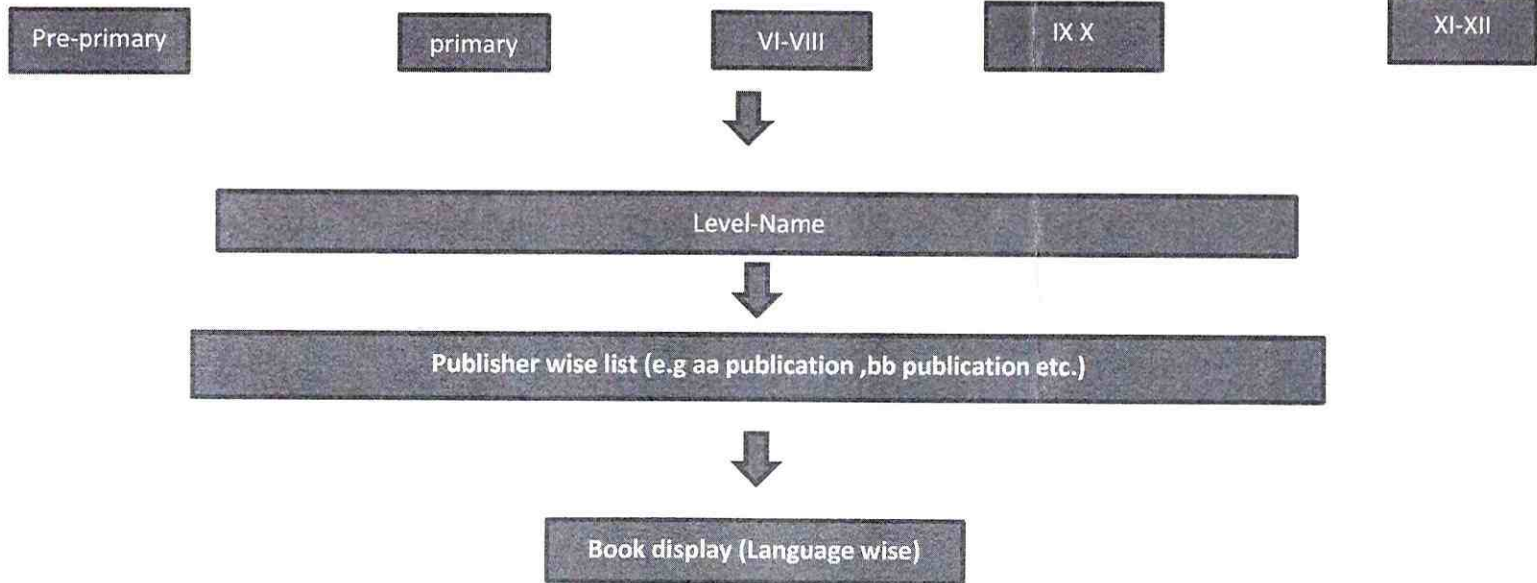 Pre-primary
primary
VI-VIII
IX X
XI-XII
Level-Name
Publisher wise list (e.g aa publication ,bb publication etc.)
Book display (Language wise)